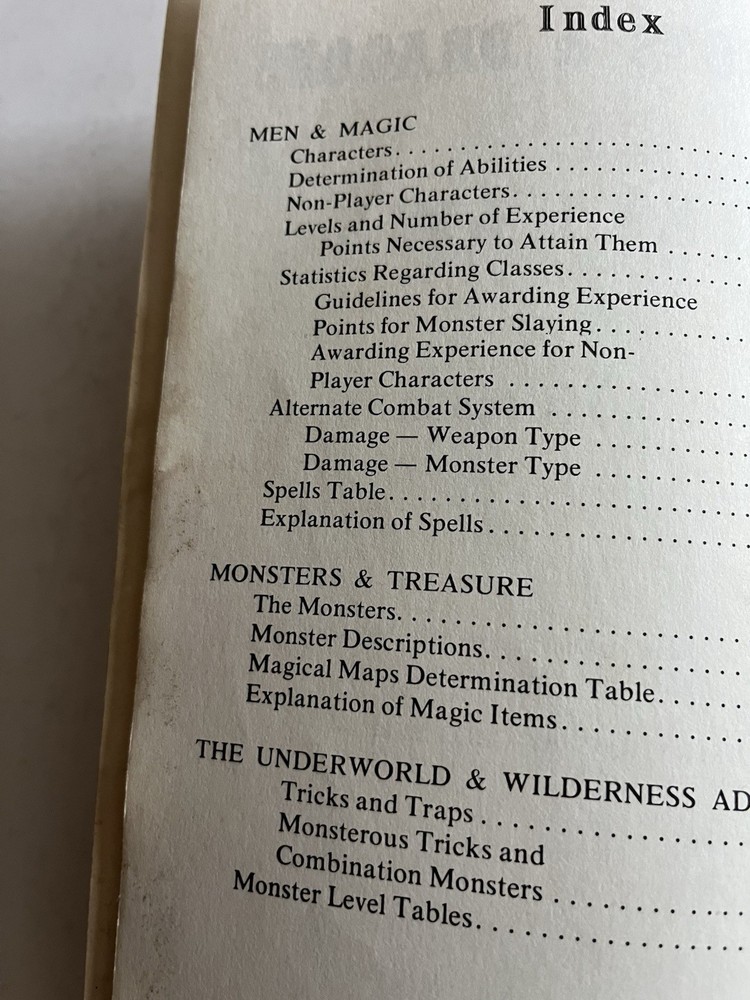 Index
MEN & MAGIC
Characters. . . . . . . . . . . . . . . . . . . . . . . . .
Determination of Abilities . . . . . . . . . . . . .
Non-Player Characters. . . . . . . . . . . . . . . .
Levels and Number of Experience
Points Necessary to Attain Them . . . . . .
Statistics Regarding Classes. . . . . . . . . . . .
Guidelines for Awarding Experience
Points for Monster Slaying. . . . . . . . . . .
Awarding Experience for Non-
Player Characters . . . . . . . . . . . . . . . .
Alternate Combat System . . . . . . . . . . . . .
Damage — Weapon Type . . . . . . . . . . .
Damage — Monster Type . . . . . . . . . . .
Spells Table. . . . . . . . . . . . . . . . . . . . . . . .
Explanation of Spells. . . . . . . . . . . . . . . . .
MONSTERS & TREASURE
The Monsters. . . . . . . . . . . . . . . . . . . . . .
Monster Descriptions. . . . . . . . . . . . . . . .
Magical Maps Determination Table. . . . . .
Explanation of Magic Items. . . . . . . . . . . .
THE UNDERWORLD & WILDERNESS AD
Tricks and Traps . . . . . . . . . . . . . . . . .
Monsterous Tricks and
Combination Monsters . . . . . . . . . . . .
Monster Level Tables. . . . . . . . . . . . . . . .